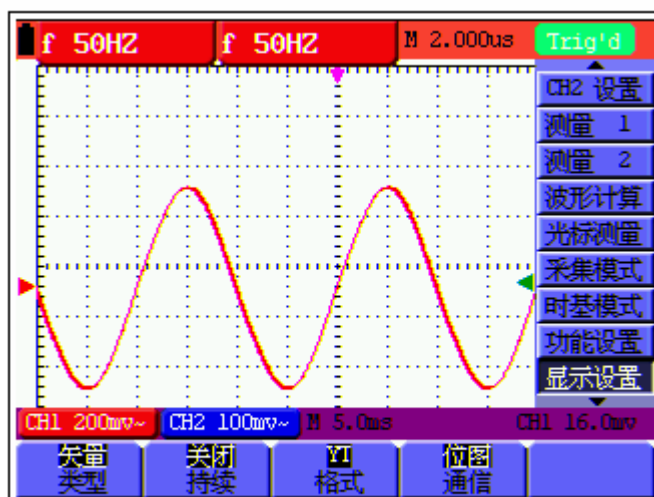 f 50HZ f 50HZ M 2.000us Trig'd
CH2 设置
测量 1
测量 2
波形计算
光标测量
采集模式
时基模式
功能设置
显示设置
CH1 200mv~ CH2 100mv~ M 5.0ms CH1 16.0mv
矢量 关闭 YT 位图
类型 持续 格式 通信